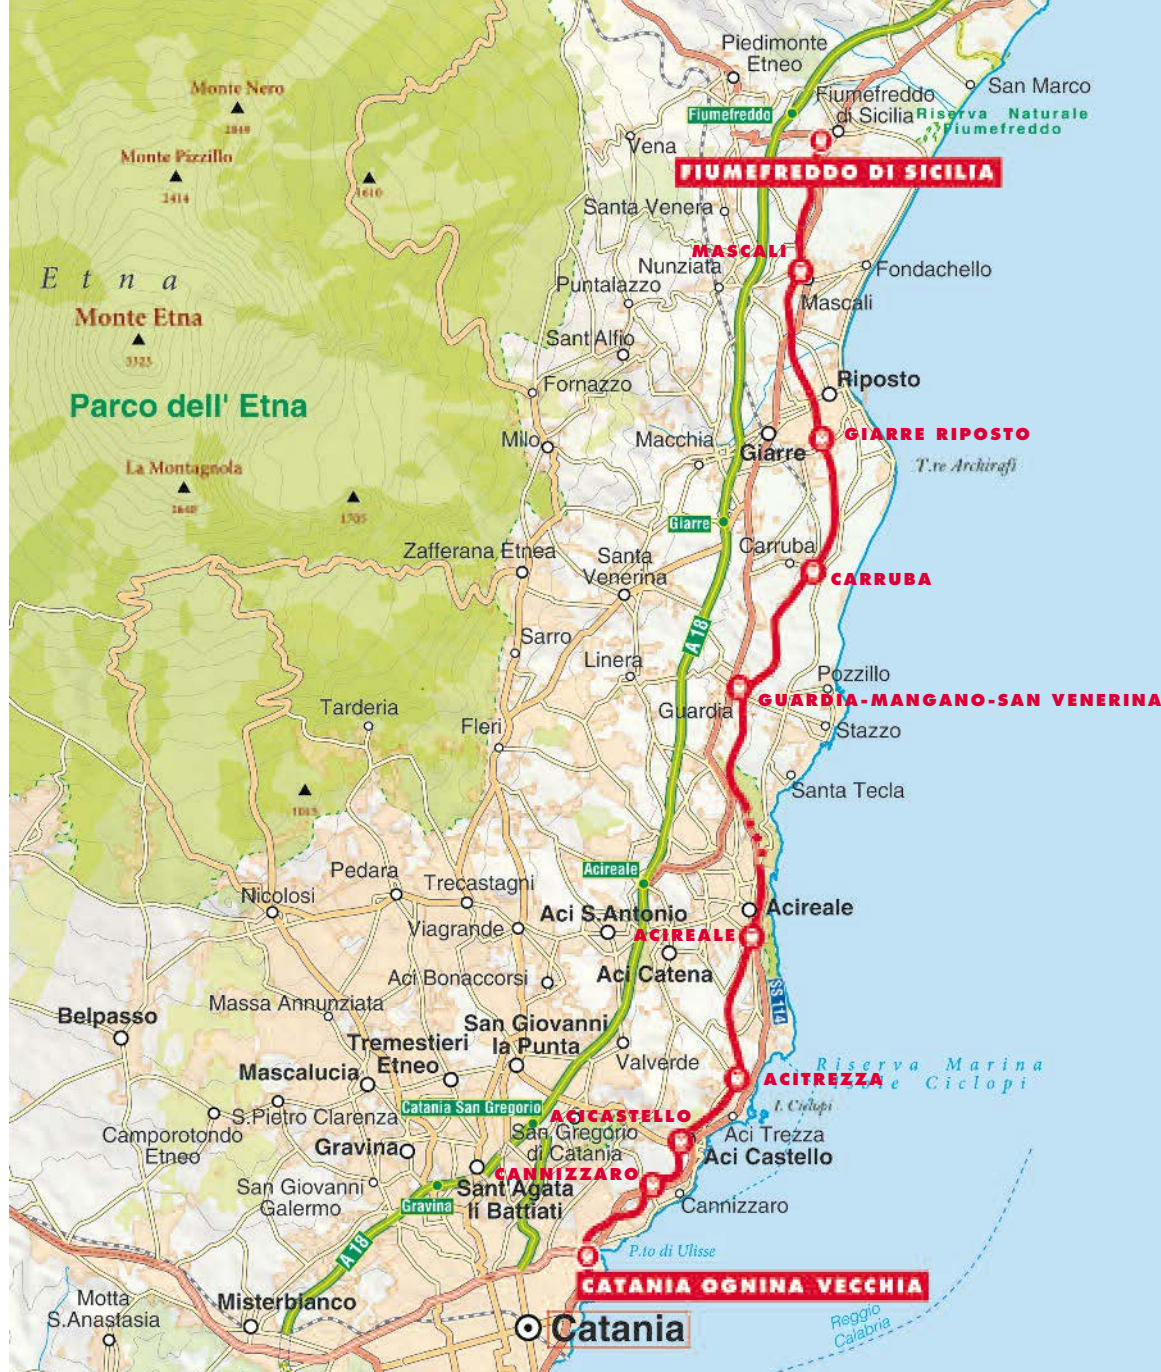 Piedimonte
Etneo
San Marco
Monte Nero
Fiumefreddo
di Sicilia
Fiumefreddo
Riserva Naturale
Fiumefreddo
Monte Pizzillo
2414
Vena
FIUMEFREDDO DI SICILIA
1610
Santa Venera
MASCALI
Nunziata
Fondachello
Etna
Puntalazzo
Mascali
Monte Etna
3323
Sant'Alfio
Fornazzo
Riposto
Parco dell' Etna
Milo
Macchia
GIARRE RIPOSTO
Giarre
La Montagnola
T.re Archirafi
2640
1705
Giarre
Carruba
Zafferana Etnea
Santa
Venerina
CARRUBA
A 18
Sarro
Linera
Pozzillo
GUARDIA-MANGANO-SAN VENERINA
Tarderia
Guardia
Fleri
Stazzo
Santa Tecla
Pedara
Acireale
Trecastagni
Nicolosi
Aci S.Antonio
Acireale
Viagrande
ACIREALE
Aci Catena
Aci Bonaccorsi
Massa Annunziata
SS 114
Belpasso
San Giovanni
la Punta
Tremestieri
Etneo
Valverde
Riserva Marina
Ciclopi
Mascalucia
ACITREZZA
Catania San Gregorio
I. Ciclopi
S.Pietro Clarenza
ACICASTELLO
Camporotondo
Etneo
San Gregorio
di Catania
Aci Trezza
Gravina
Aci Castello
CANNIZZARO
San Giovanni
Galermo
Gravina
Sant'Agata
li Battiati
Cannizzaro
A 18
P.to di Ulisse
CATANIA OGNINA VECCHIA
Motta
S.Anastasia
Misterbianco
Catania
Reggio
Calabria